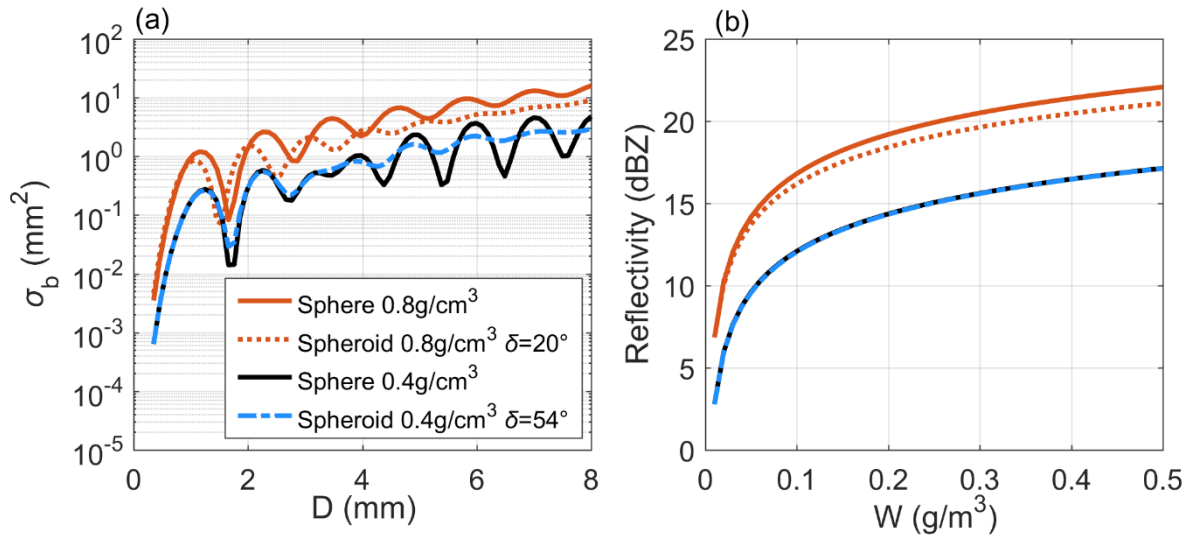 (a)
10^2
10^1
10^0
10^-1
10^-2
10^-3
10^-4
10^-5
σ_b (mm^2)
Sphere 0.8g/cm^3
Spheroid 0.8g/cm^3 δ=20°
Sphere 0.4g/cm^3
Spheroid 0.4g/cm^3 δ=54°
0 2 4 6 8
D (mm)
(b)
25
20
15
10
5
0
Reflectivity (dBZ)
0 0.1 0.2 0.3 0.4 0.5
W (g/m^3)